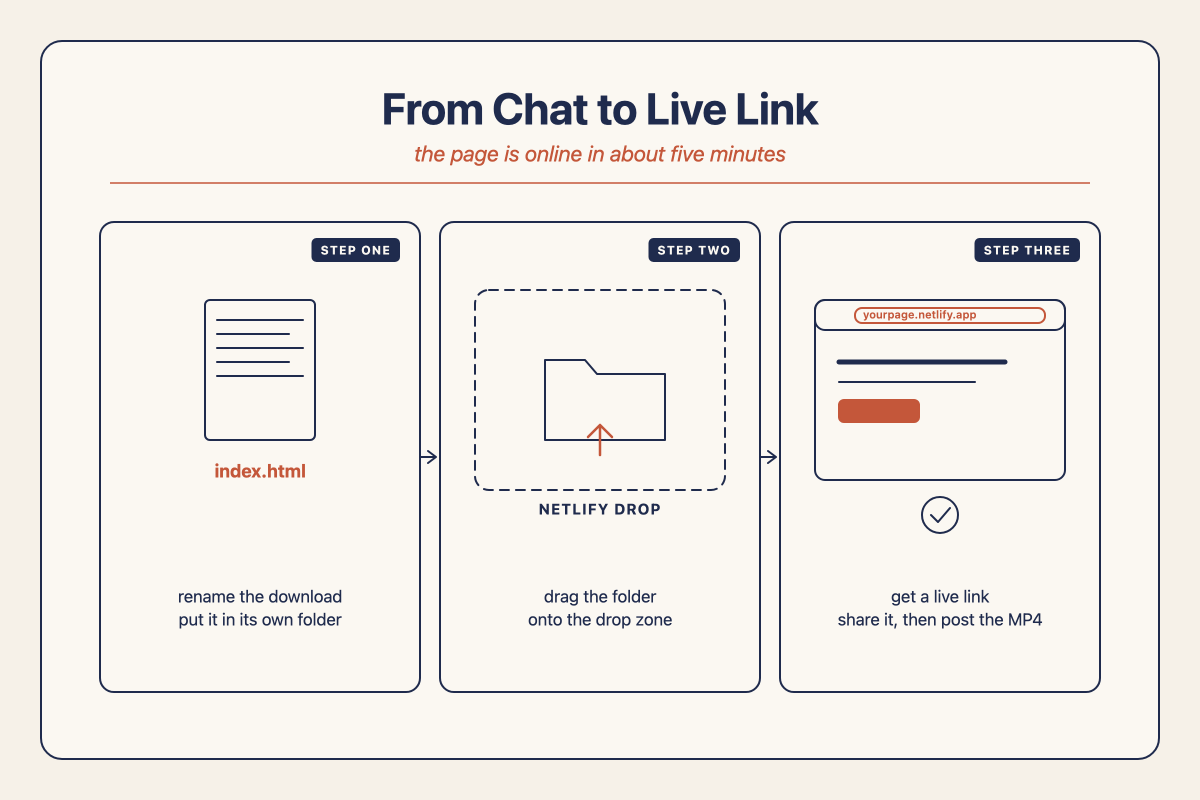 From Chat to Live Link
the page is online in about five minutes
STEP ONE
index.html
rename the download
put it in its own folder
STEP TWO
NETLIFY DROP
drag the folder
onto the drop zone
STEP THREE
yourpage.netlify.app
get a live link
share it, then post the MP4